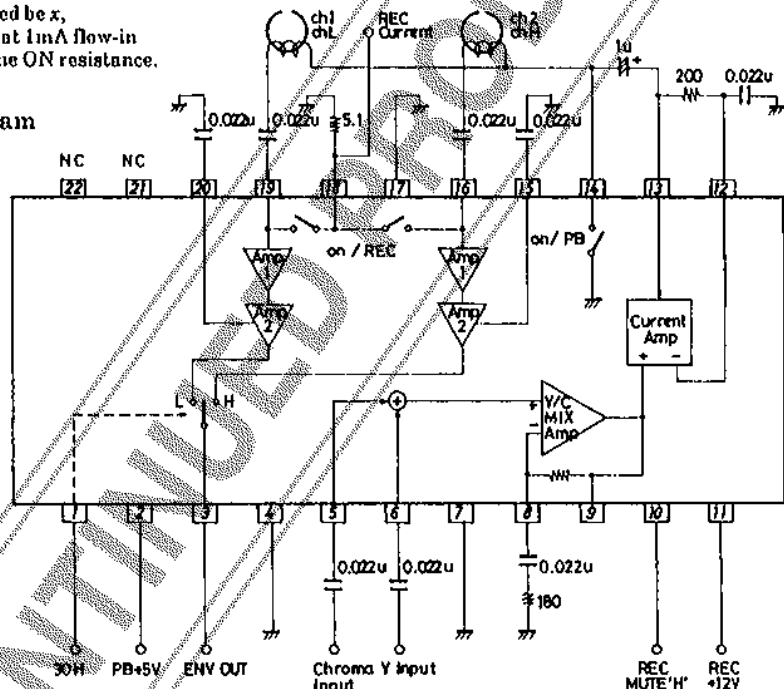 ed be x,
nt 1mA flow-in
ne ON resistance.
am
ch1
chL
REC
Current
ch2
chH
1u
+
200
0.022u
0.022u
0.022u
5.1
0.022u
0.022u
NC
NC
22
21
20
19
18
17
16
15
14
13
12
on / REC
on / PB
Amp
1
Amp
1
Amp
2
Amp
2
Current
Amp
+ -
L
H
+
+
-
Y/C
MIX
Amp
1
2
3
4
5
6
7
8
9
10
11
0.022u
0.022u
0.022u
180
30H
PB+5V
ENV OUT
Chroma
Input
Y Input
REC
MUTE'H'
REC
+12V
NTINUED PRO